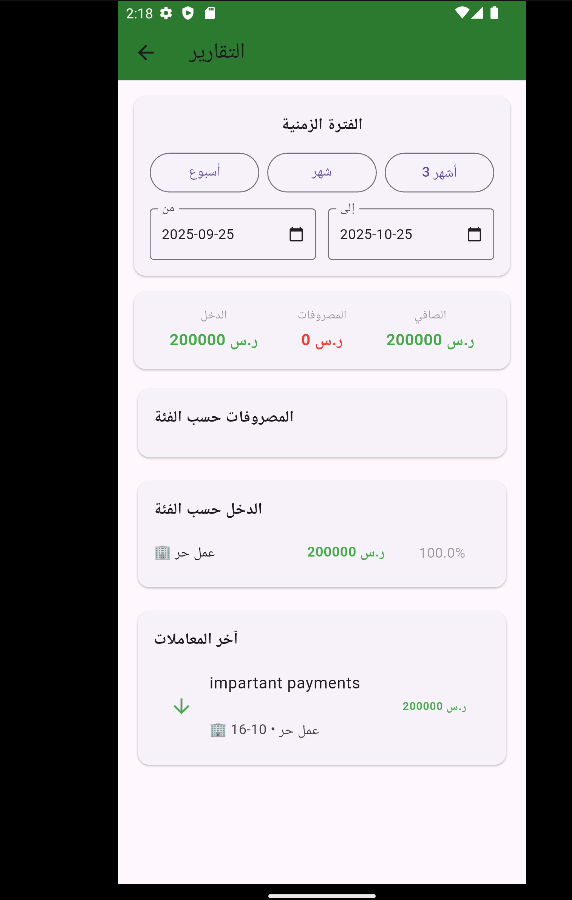 2:18
التقارير
الفترة الزمنية
أسبوع
شهر
3 أشهر
من
2025-09-25
إلى
2025-10-25
الدخل
المصروفات
الصافي
200000 ر.س
0 ر.س
200000 ر.س
المصروفات حسب الفئة
الدخل حسب الفئة
عمل حر
200000 ر.س
100.0%
آخر المعاملات
impartant payments
200000 ر.س
عمل حر • 10-16